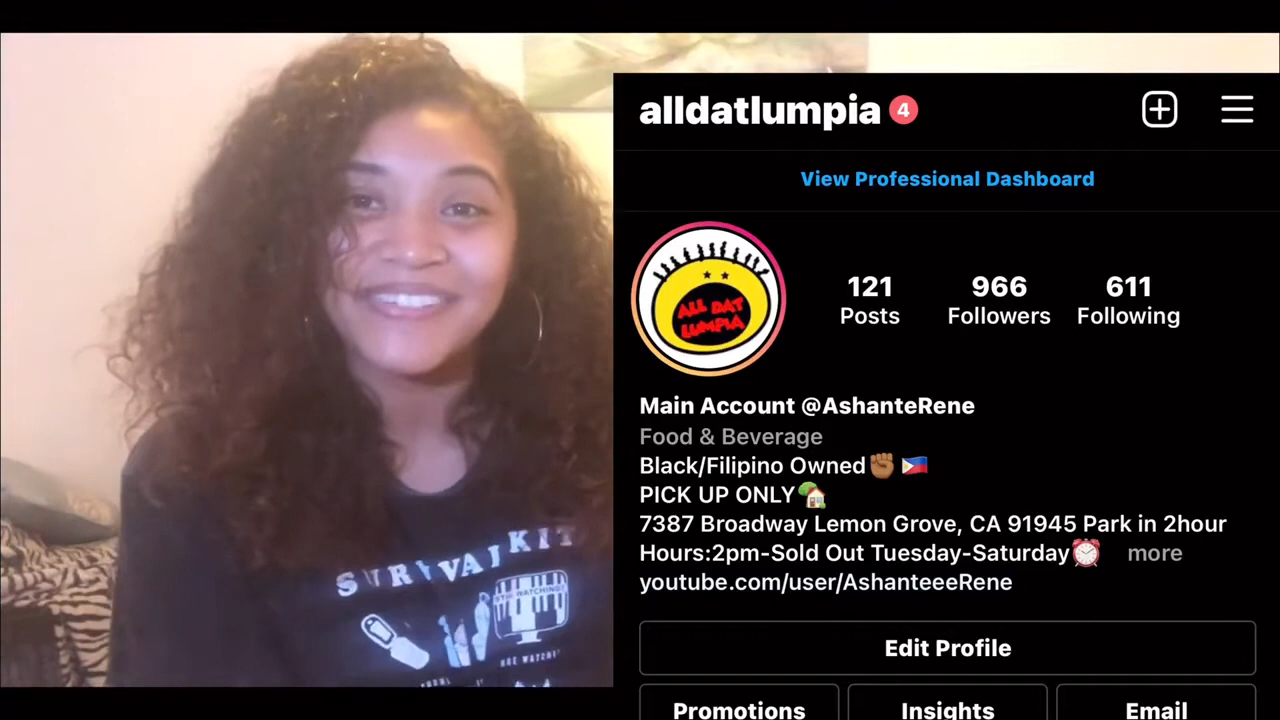 alldatlumpia 4
View Professional Dashboard
ALL DAT
LUMPIA
121
Posts
966
Followers
611
Following
Main Account @AshanteRene
Food & Beverage
Black/Filipino Owned✊🏾🇵🇭
PICK UP ONLY🏡
7387 Broadway Lemon Grove, CA 91945 Park in 2hour
Hours:2pm-Sold Out Tuesday-Saturday⏰ more
youtube.com/user/AshanteeeRene
Edit Profile
Promotions
Insights
Email
SURVIVAL KIT